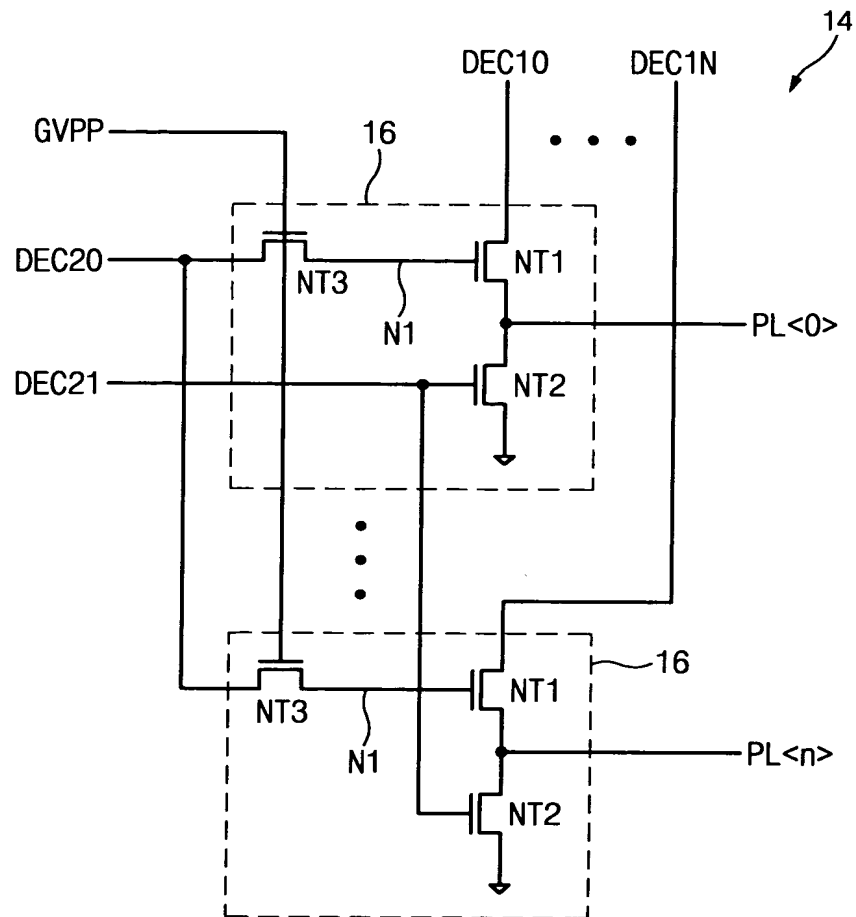 14
DEC10 DEC1N
GVPP
16
DEC20
NT3
N1
NT1
PL<0>
DEC21
NT2
16
NT3
N1
NT1
PL<n>
NT2